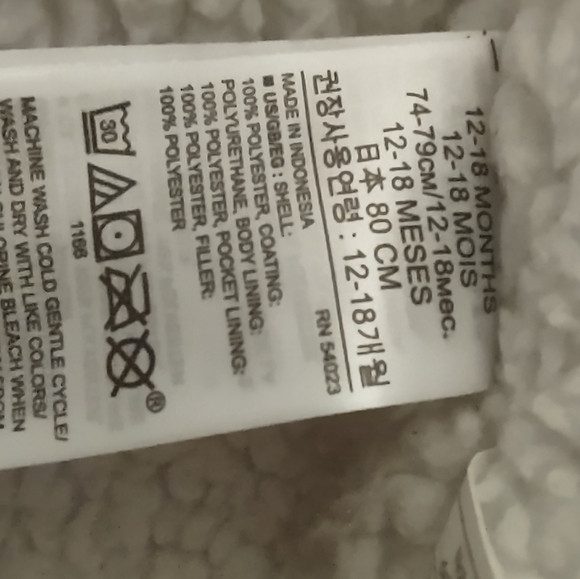 12-18 MONTHS
12-18 MOIS
74-79CM/12-18мес.
12-18 MESES
日本 80 CM
권장사용연령 : 12-18개월
RN 54023
MADE IN INDONESIA
■ US/GB/EG : SHELL:
100% POLYESTER, COATING:
POLYURETHANE, BODY LINING:
100% POLYESTER, POCKET LINING:
100% POLYESTER, FILLER:
100% POLYESTER
30
®
1166
MACHINE WASH COLD GENTLE CYCLE/
WASH AND DRY WITH LIKE COLORS/
CHLORINE BLEACH WHEN